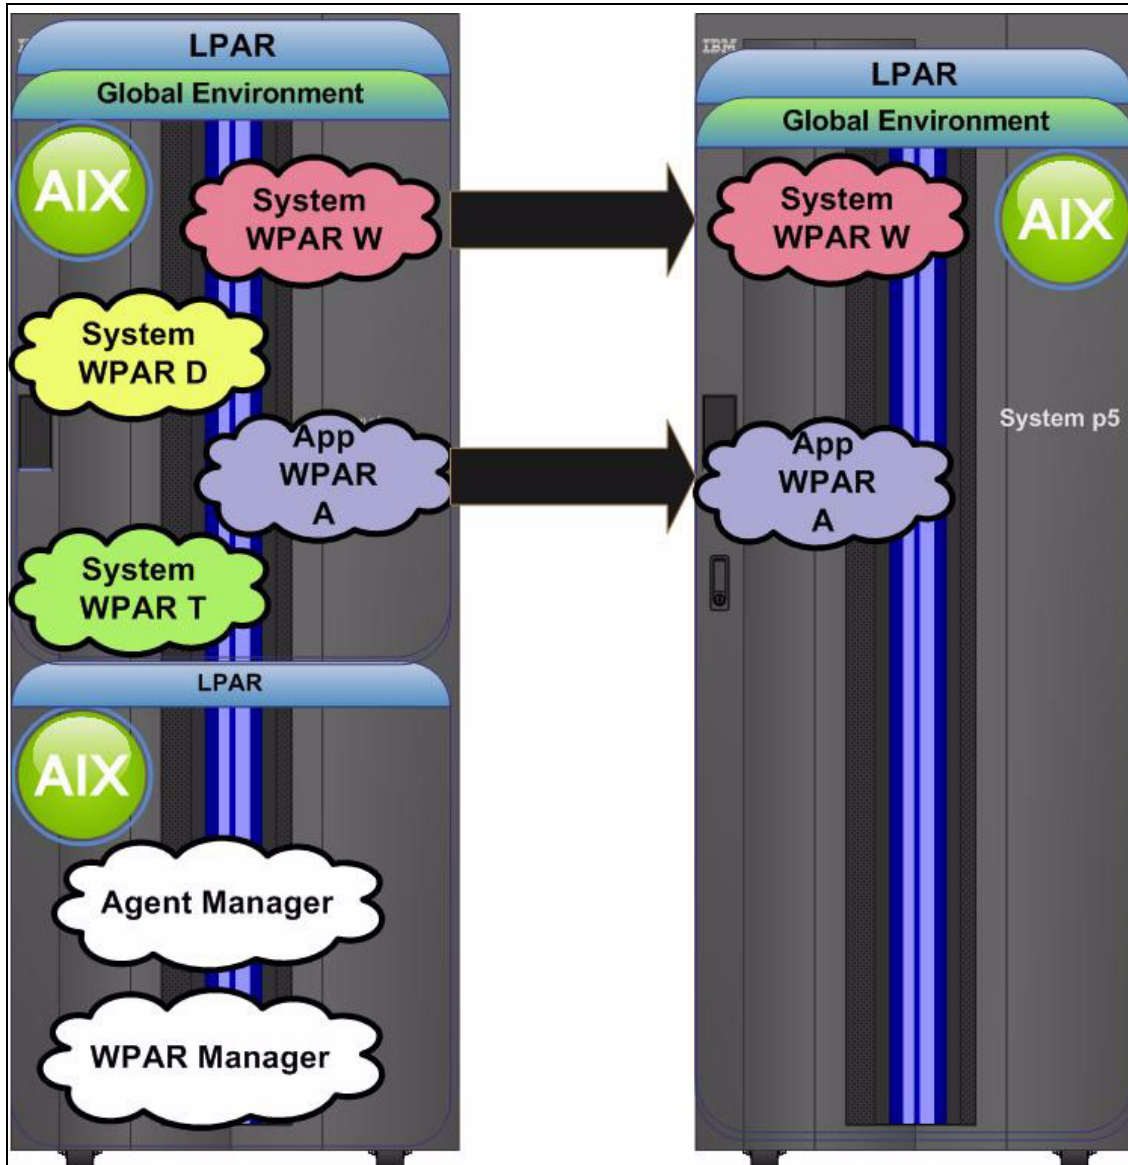 LPAR
Global Environment
AIX
System
WPAR W
System
WPAR D
App
WPAR
A
System
WPAR T
LPAR
AIX
Agent Manager
WPAR Manager
IBM
LPAR
Global Environment
System
WPAR W
AIX
System p5
App
WPAR
A